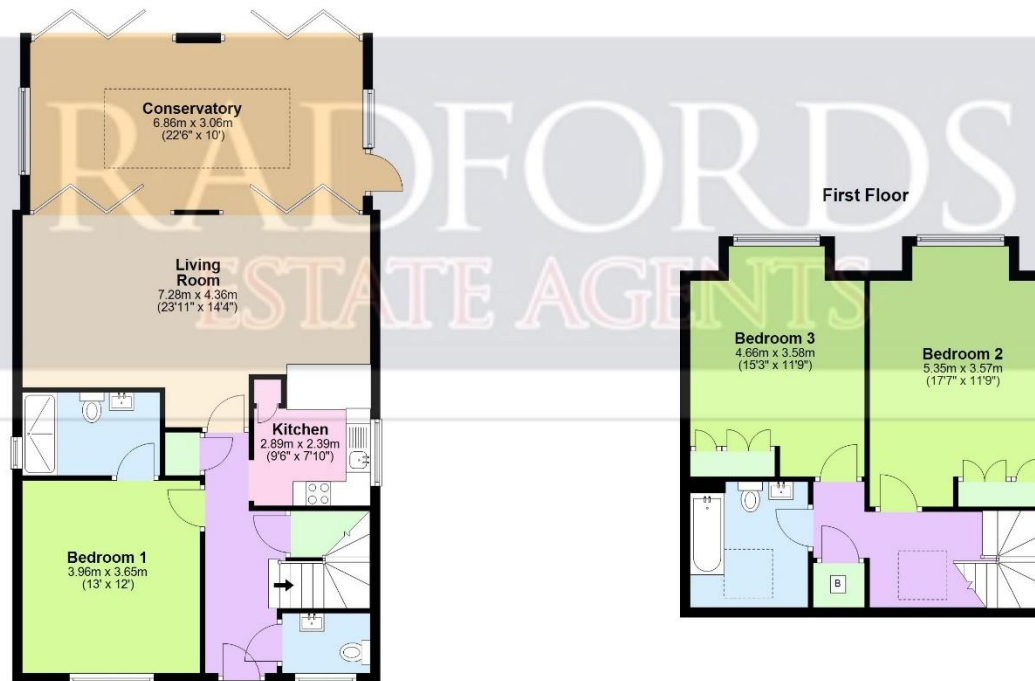 RADFORDS
ESTATE AGENTS
Conservatory
6.86m x 3.06m
(22'6" x 10')
Living
Room
7.28m x 4.36m
(23'11" x 14'4")
Kitchen
2.89m x 2.39m
(9'6" x 7'10")
Bedroom 1
3.96m x 3.65m
(13' x 12')
First Floor
Bedroom 3
4.66m x 3.58m
(15'3" x 11'9")
Bedroom 2
5.35m x 3.57m
(17'7" x 11'9")
B